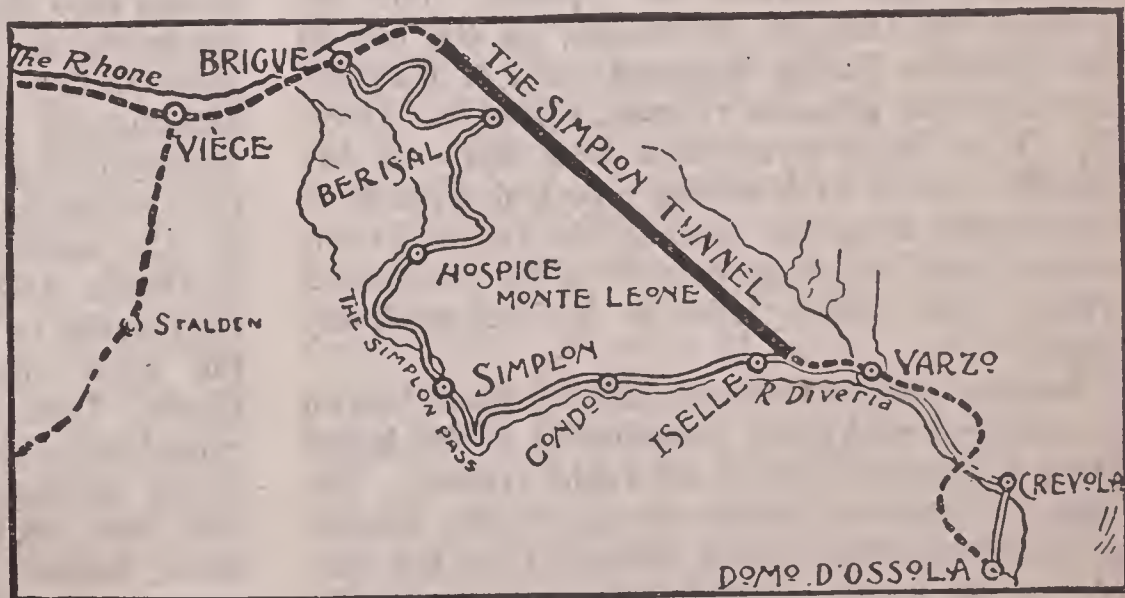 The Rhone
BRIGUE
VIÈGE
THE SIMPLON TUNNEL
BERISAL
HOSPICE
MONTE LEONE
STALDEN
THE SIMPLON PASS
SIMPLON
GONDO
ISELLE
R Diveria
VARZO
CREVOLA
DOMO. D'OSSOLA